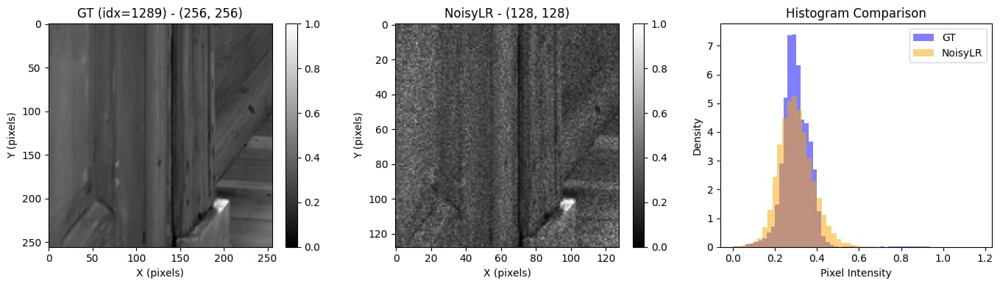 GT (idx=1289) - (256, 256)
0
50
100
150
200
250
Y (pixels)
0 50 100 150 200 250
X (pixels)
1.0
0.8
0.6
0.4
0.2
0.0
NoisyLR - (128, 128)
0
20
40
60
80
100
120
Y (pixels)
0 20 40 60 80 100 120
X (pixels)
1.0
0.8
0.6
0.4
0.2
0.0
Histogram Comparison
GT
NoisyLR
7
6
5
4
3
2
1
0
Density
0.0 0.2 0.4 0.6 0.8 1.0 1.2
Pixel Intensity